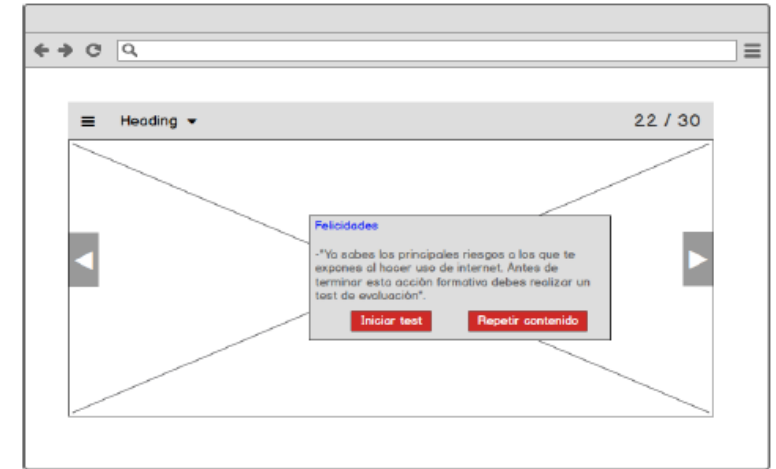 Heading
22 / 30
Felicidades
-"Ya sabes los principales riesgos a los que te
expones al hacer uso de internet. Antes de
terminar esta acción formativa debes realizar un
test de evaluación".
Iniciar test
Repetir contenido